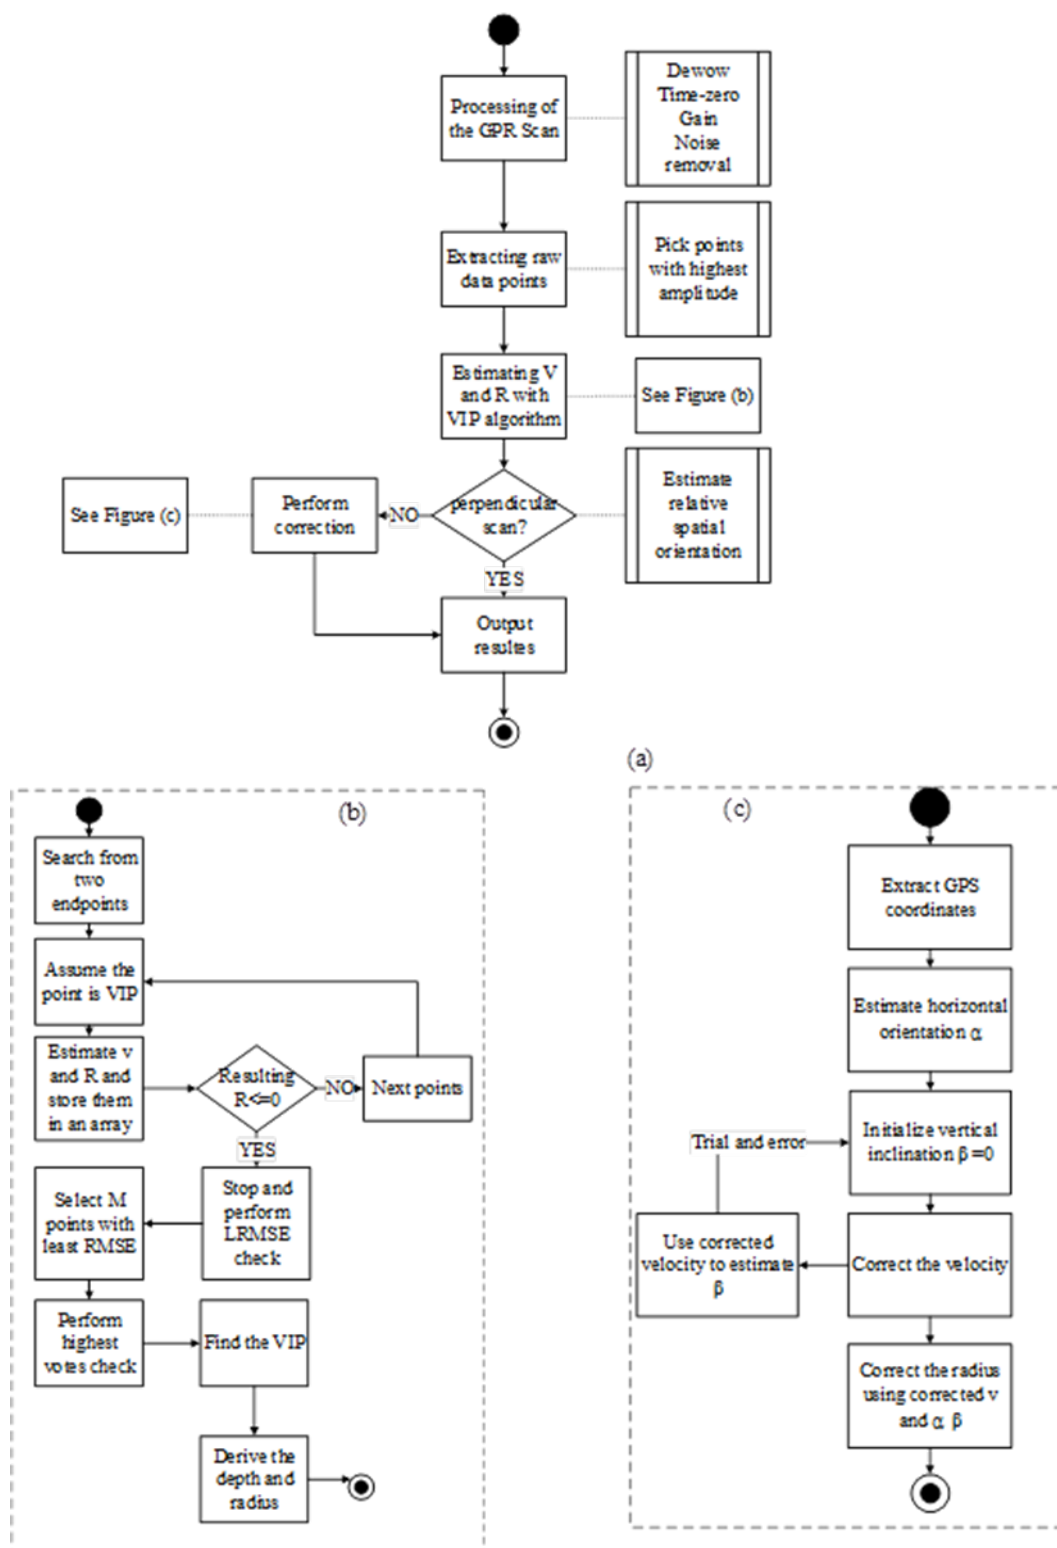 Processing of
the GPR Scan
Dewow
Time-zero
Gain
Noise
removal
Extracting raw
data points
Pick points
with highest
amplitude
Estimating V
and R with
VIP algorithm
See Figure (b)
perpendicular
scan?
Estimate
relative
spatial
orientation
NO
Perform
correction
See Figure (c)
YES
Output
resultes
(a)
(b)
Search from
two
endpoints
Assume the
point is VIP
Estimate v
and R and
store them
in an array
Resulting
R<=0
NO
Next points
YES
Stop and
perform
LRMSE
check
Select M
points with
least RMSE
Perform
highest
votes check
Find the VIP
Derive the
depth and
radius
(c)
Extract GPS
coordinates
Estimate horizontal
orientation α
Initialize vertical
inclination β=0
Trial and error
Correct the velocity
Use corrected
velocity to estimate
β
Correct the radius
using corrected v
and α β